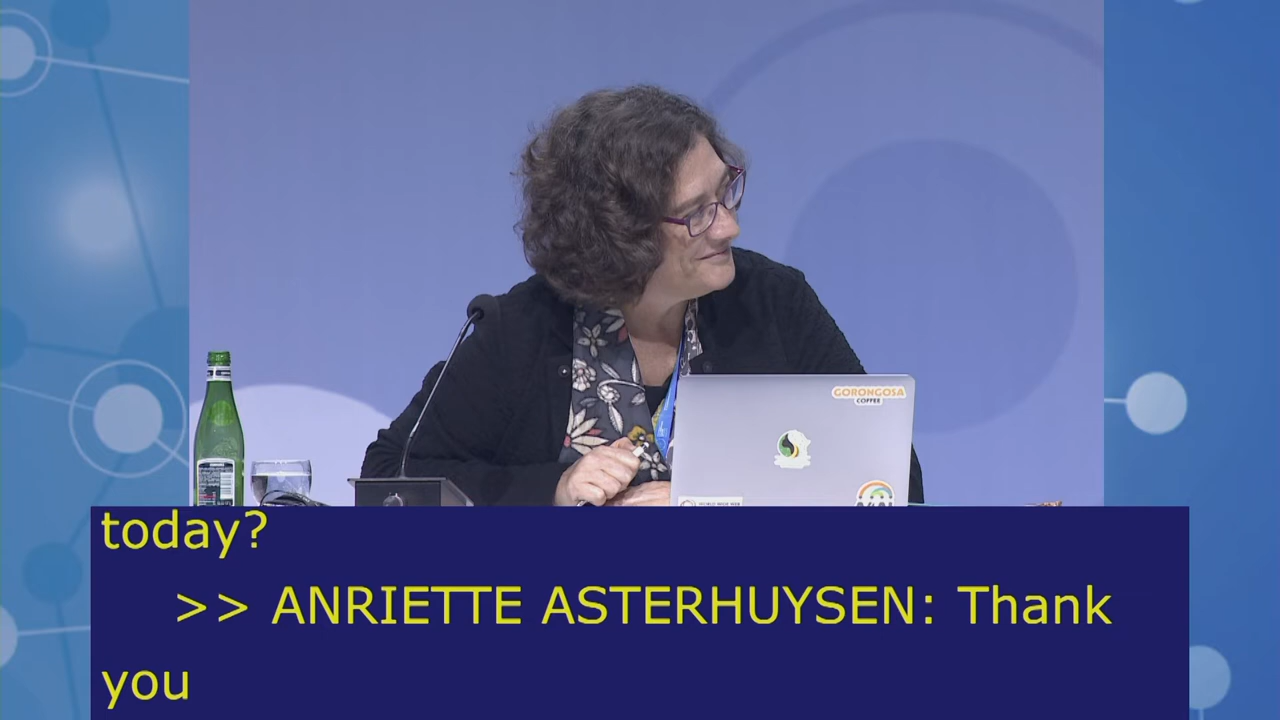 GORONGOSA
COFFEE
today?
>> ANRIETTE ASTERHUYSEN: Thank
you